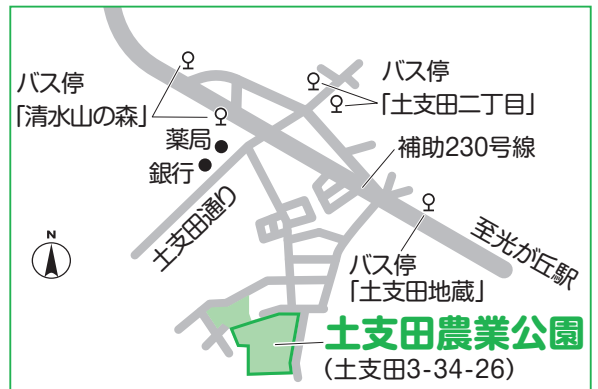 バス停
「清水山の森」
薬局
銀行
バス停
「土支田二丁目」
補助230号線
土支田通り
N
バス停
「土支田地蔵」
至光が丘駅
土支田農業公園
(土支田3-34-26)